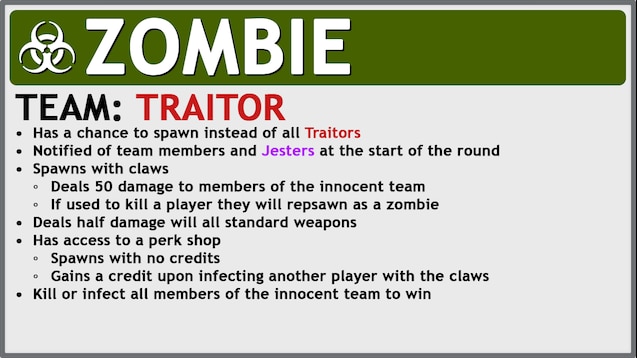 ZOMBIE
TEAM: TRAITOR
• Has a chance to spawn instead of all Traitors
• Notified of team members and Jesters at the start of the round
• Spawns with claws
◦ Deals 50 damage to members of the innocent team
◦ If used to kill a player they will repsawn as a zombie
• Deals half damage will all standard weapons
• Has access to a perk shop
◦ Spawns with no credits
◦ Gains a credit upon infecting another player with the claws
• Kill or infect all members of the innocent team to win